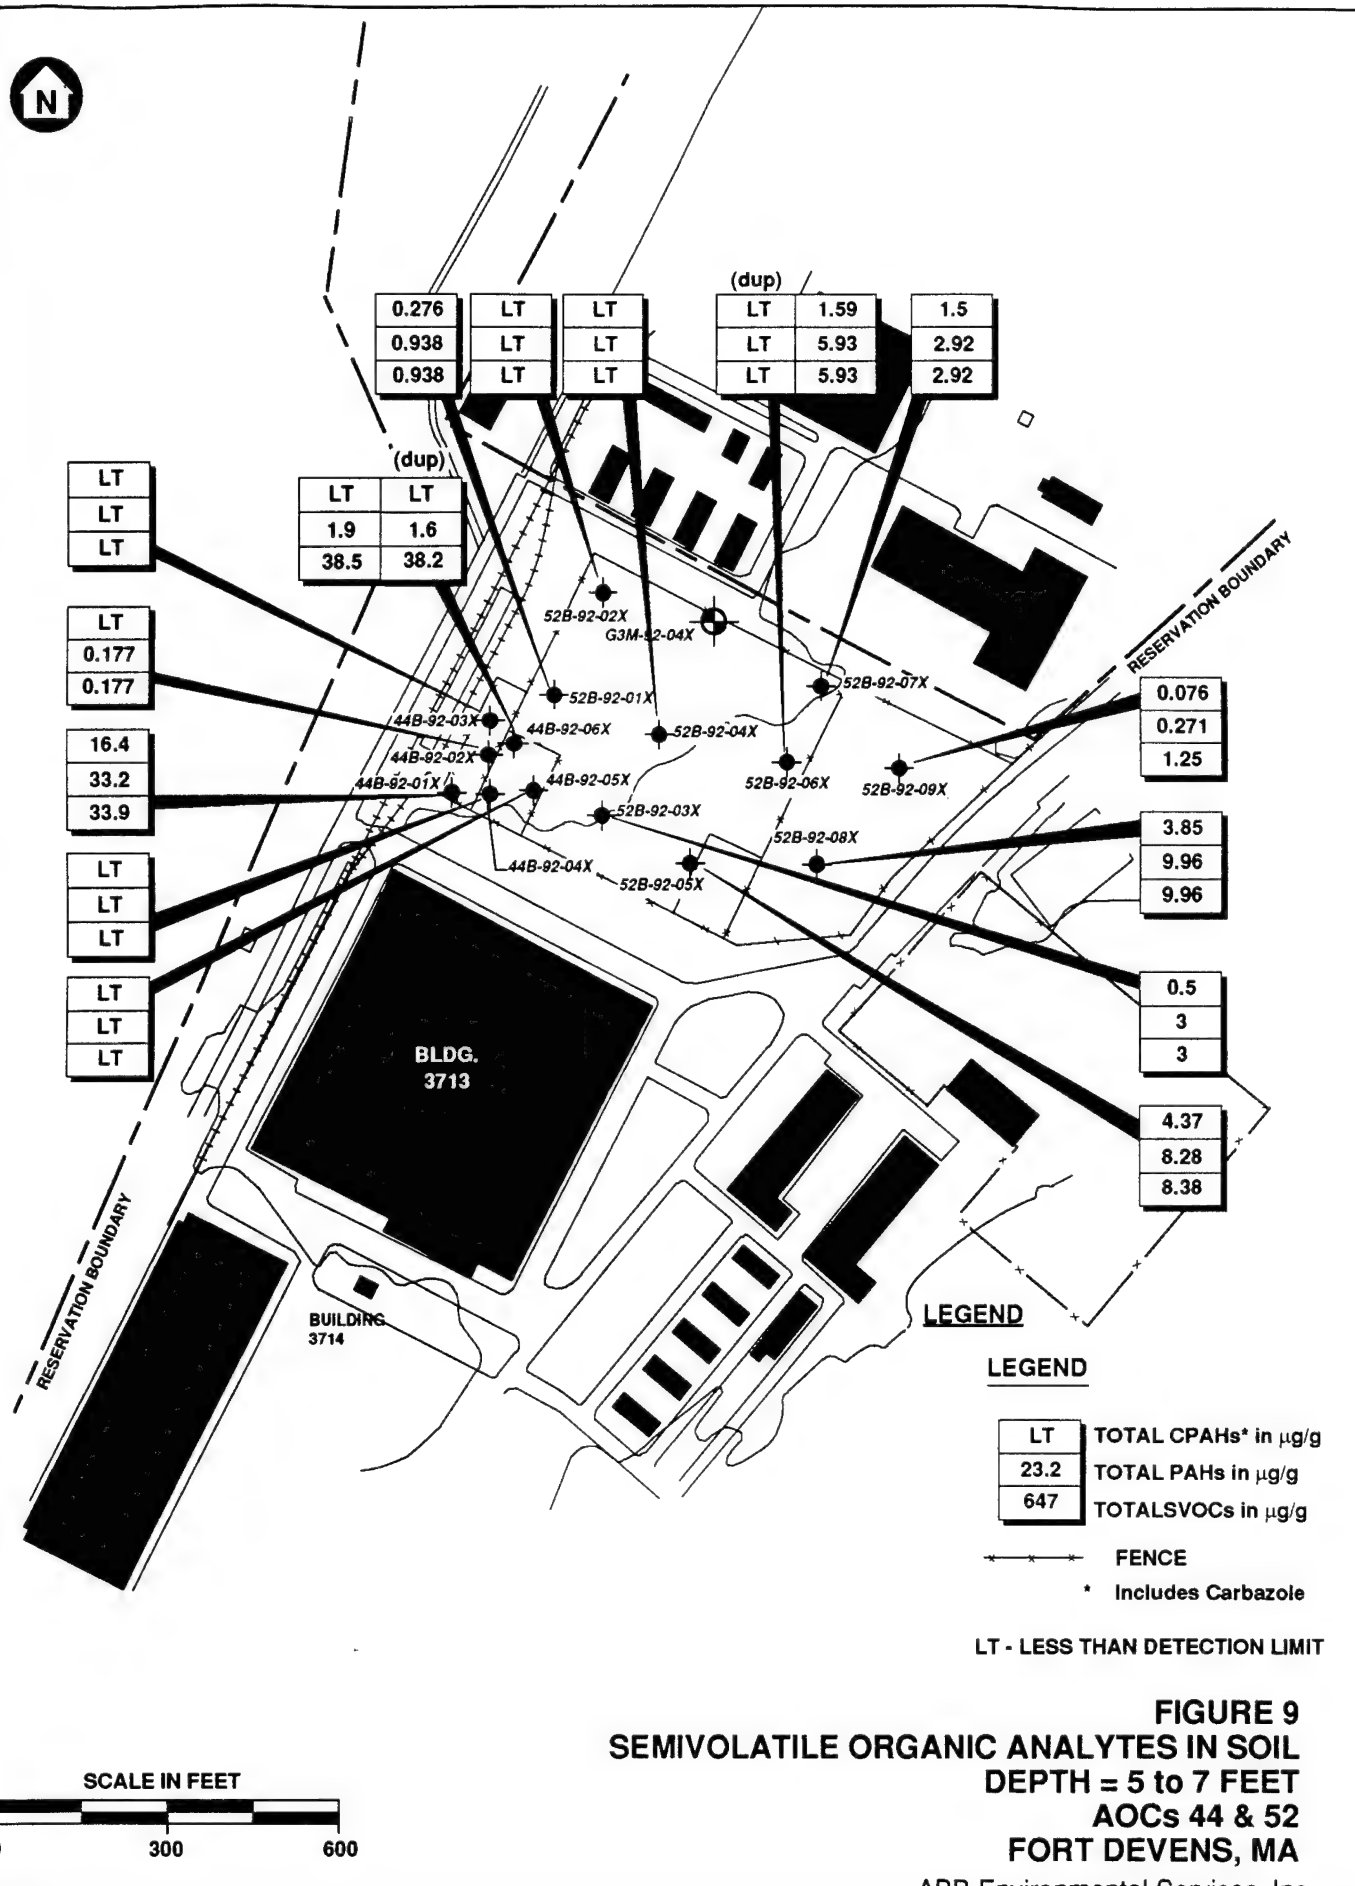 N
(dup)
0.276
0.938
0.938
LT
LT
LT
LT
LT
LT
LT 1.59
LT 5.93
LT 5.93
1.5
2.92
2.92
(dup)
LT LT
1.9 1.6
38.5 38.2
LT
LT
LT
LT
0.177
0.177
16.4
33.2
33.9
LT
LT
LT
LT
LT
LT
52B-92-02X
G3M-92-04X
52B-92-01X
52B-92-07X
44B-92-03X
44B-92-06X
52B-92-04X
44B-92-02X
44B-92-01X
44B-92-05X
52B-92-06X
52B-92-09X
52B-92-03X
52B-92-08X
44B-92-04X
52B-92-05X
RESERVATION BOUNDARY
0.076
0.271
1.25
3.85
9.96
9.96
0.5
3
3
4.37
8.28
8.38
BLDG.
3713
RESERVATION BOUNDARY
BUILDING
3714
LEGEND
LEGEND
LT TOTAL CPAHs* in µg/g
23.2 TOTAL PAHs in µg/g
647 TOTALSVOCs in µg/g
FENCE
* Includes Carbazole
LT - LESS THAN DETECTION LIMIT
FIGURE 9
SEMIVOLATILE ORGANIC ANALYTES IN SOIL
DEPTH = 5 to 7 FEET
AOCs 44 & 52
FORT DEVENS, MA
SCALE IN FEET
300 600